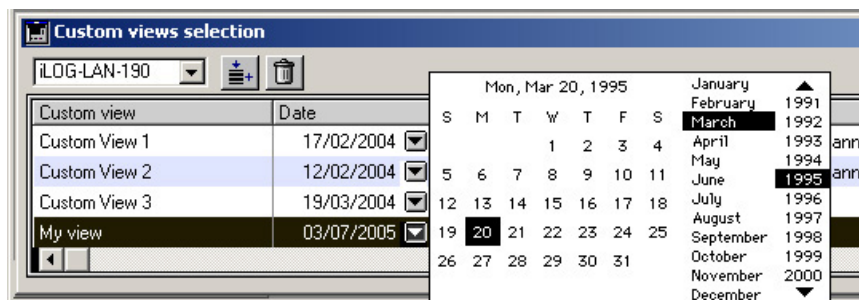 Custom views selection
iLOG-LAN-190
Custom view Date
Custom View 1 17/02/2004
Custom View 2 12/02/2004
Custom View 3 19/03/2004
My view 03/07/2005
Mon, Mar 20, 1995
S M T W T F S
1 2 3 4
5 6 7 8 9 10 11
12 13 14 15 16 17 18
19 20 21 22 23 24 25
26 27 28 29 30 31
January
February
March
April
May
June
July
August
September
October
November
December
1991
1992
1993
1994
1995
1996
1997
1998
1999
2000
ann
ann